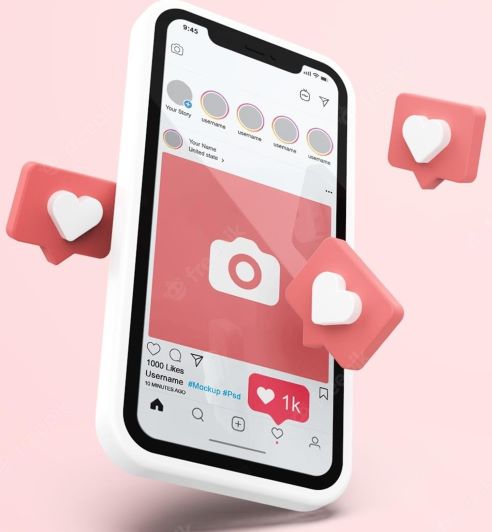 9:45
Your Story
username
username
username
username
Your Name
United state >
1000 Likes
Username #Mockup #Psd
10 MINUTES AGO
1k
freepik